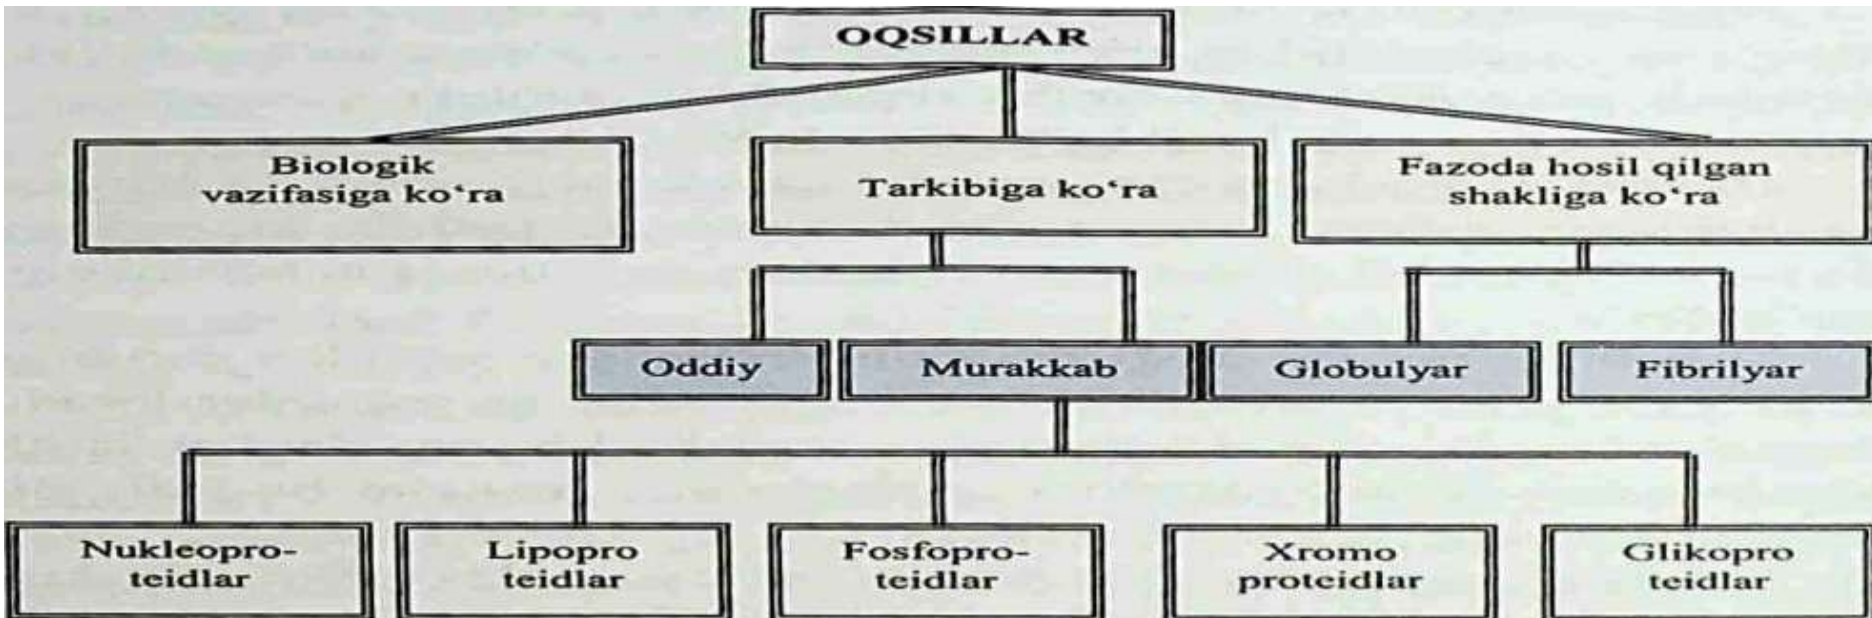 OQSILLAR
Biologik
vazifasiga ko‘ra
Tarkibiga ko‘ra
Fazoda hosil qilgan
shakliga ko‘ra
Oddiy
Murakkab
Globulyar
Fibrilyar
Nukleopro-
teidlar
Lipopro
teidlar
Fosfopro-
teidlar
Xromo
proteidlar
Glikopro
teidlar